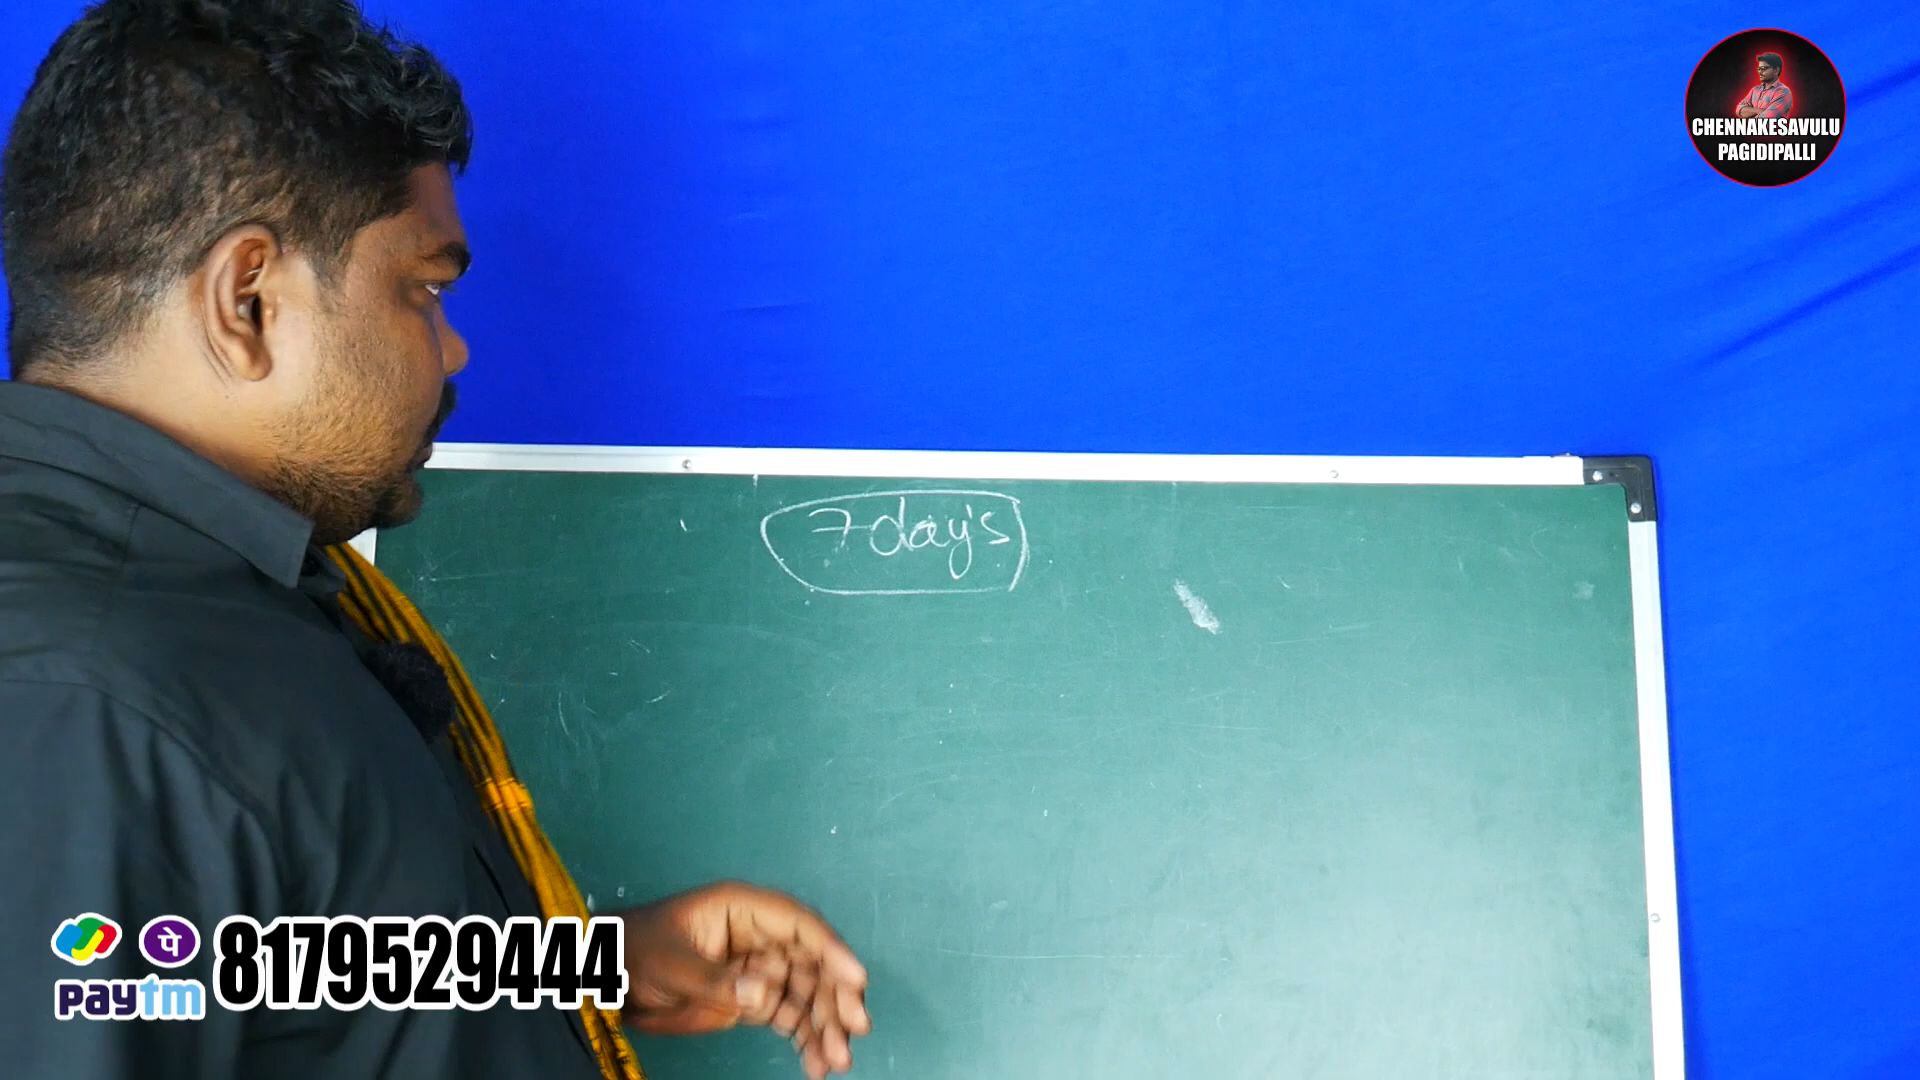 CHENNAKESAVULU
PAGIDIPALLI
7 day's
पे
paytm
8179529444